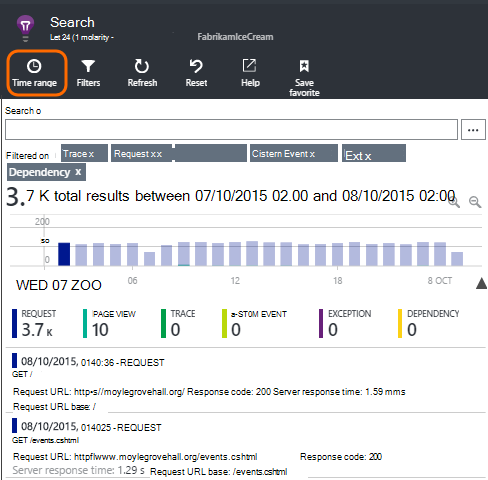 Search
Let 24 (1 molarity -
FabrikamIceCream
Time range
Filters
Refresh
Reset
Help
Save favorite
Search o
...
Filtered on
Trace x
Request x x
Cistern Event x
Ext x
Dependency x
3.7 K total results between 07/10/2015 02.00 and 08/10/2015 02:00
200
so
0
WED 07 ZOO
06
12
18
8 OCT
REQUEST
3.7 K
PAGE VIEW
10
TRACE
0
a-ST0M EVENT
0
EXCEPTION
0
DEPENDENCY
0
08/10/2015, 0140:36 - REQUEST
GET /
Request URL: http•s//moylegrovehall.org/ Response code: 200 Server response time: 1.59 mms
Request URL base: /
08/10/2015, 014025 - REQUEST
GET /events.cshtml
Request URL: httpflwww.moylegrovehall.org/events.cshtml Response code: 200
Server response time: 1.29 s Request URL base: /events.cshtml